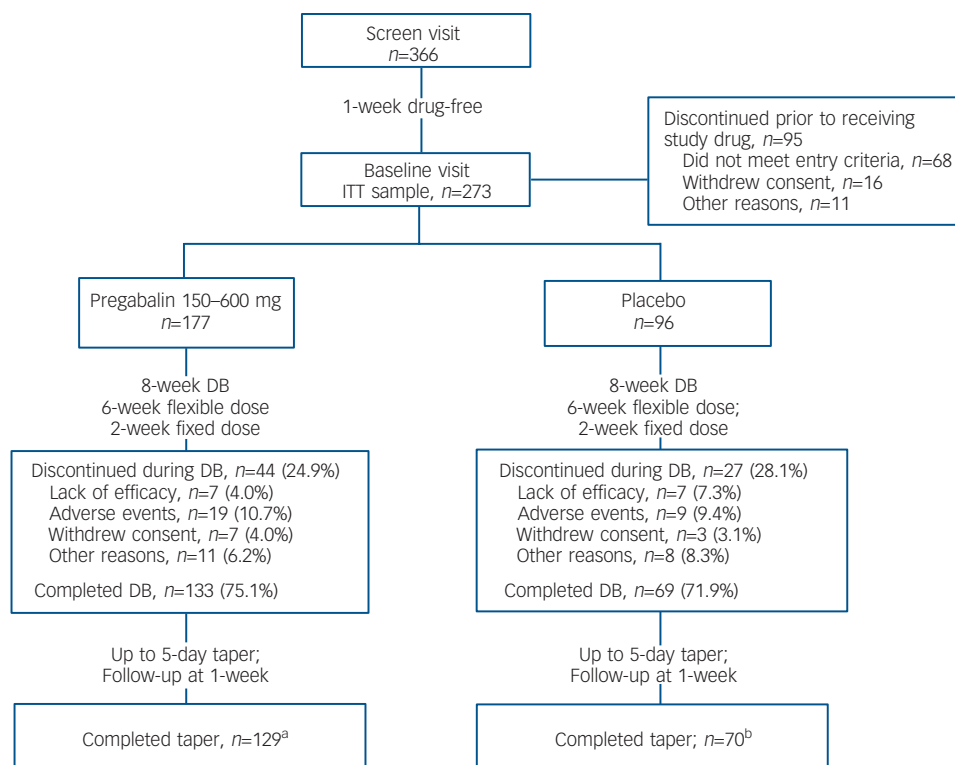 Screen visit
n=366
1-week drug-free
Discontinued prior to receiving
study drug, n=95
Did not meet entry criteria, n=68
Withdrew consent, n=16
Other reasons, n=11
Baseline visit
ITT sample, n=273
Pregabalin 150–600 mg
n=177
Placebo
n=96
8-week DB
6-week flexible dose
2-week fixed dose
8-week DB
6-week flexible dose;
2-week fixed dose
Discontinued during DB, n=44 (24.9%)
Lack of efficacy, n=7 (4.0%)
Adverse events, n=19 (10.7%)
Withdrew consent, n=7 (4.0%)
Other reasons, n=11 (6.2%)
Completed DB, n=133 (75.1%)
Discontinued during DB, n=27 (28.1%)
Lack of efficacy, n=7 (7.3%)
Adverse events, n=9 (9.4%)
Withdrew consent, n=3 (3.1%)
Other reasons, n=8 (8.3%)
Completed DB, n=69 (71.9%)
Up to 5-day taper;
Follow-up at 1-week
Up to 5-day taper;
Follow-up at 1-week
Completed taper, n=129ᵃ
Completed taper; n=70ᵇ